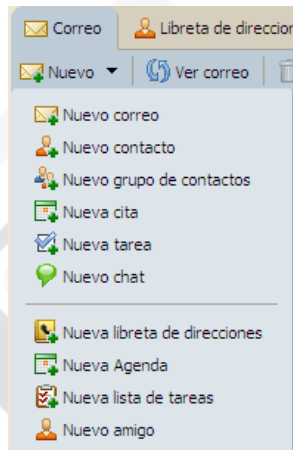 Correo Libreta de direccion
Nuevo Ver correo
Nuevo correo
Nuevo contacto
Nuevo grupo de contactos
Nueva cita
Nueva tarea
Nuevo chat
Nueva libreta de direcciones
Nueva Agenda
Nueva lista de tareas
Nuevo amigo